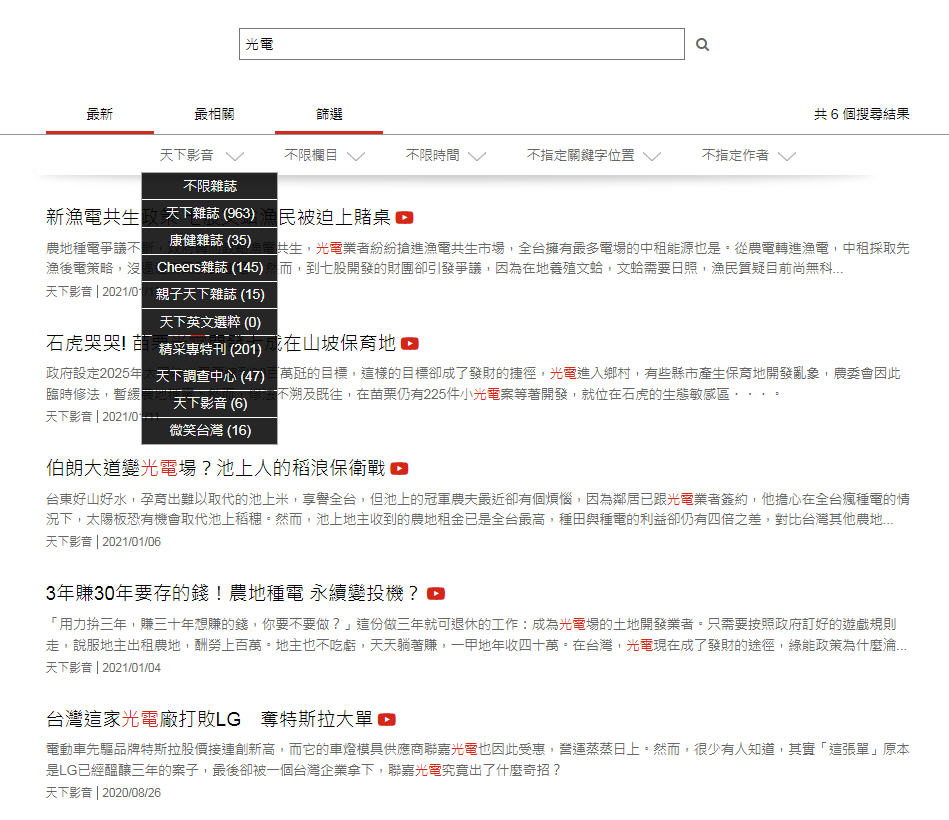 光電
最新 最相關 篩選 共 6 個搜尋結果
天下影音 不限欄目 不限時間 不指定關鍵字位置 不指定作者
不限雜誌
天下雜誌 (963)
康健雜誌 (35)
Cheers雜誌 (145)
親子天下雜誌 (15)
天下英文選粹 (0)
精采專特刊 (201)
天下調查中心 (47)
天下影音 (6)
微笑台灣 (16)
新漁電共生政 漁民被迫上賭桌
農地種電爭議不斷 共生,光電業者紛紛搶進漁電共生市場,全台擁有最多電場的中租能源也是。從農電轉進漁電,中租採取先
漁後電策略,沒 然而,到七股開發的財團卻引發爭議,因為在地養殖文蛤,文蛤需要日照,漁民質疑目前尚無科...
天下影音 | 2021/01/1
石虎哭哭! 苗栗 成在山坡保育地
政府設定2025年 百萬瓩的目標,這樣的目標卻成了發財的捷徑,光電進入鄉村,有些縣市產生保育地開發亂象,農委會因此
臨時修法,暫緩農地 修法不溯及既往,在苗栗仍有225件小光電案等著開發,就位在石虎的生態敏感區‧‧‧。
天下影音 | 2021/01/11
伯朗大道變光電場?池上人的稻浪保衛戰
台東好山好水,孕育出難以取代的池上米,享譽全台,但池上的冠軍農夫最近卻有個煩惱,因為鄰居已跟光電業者簽約,他擔心在全台瘋種電的情
況下,太陽板恐有機會取代池上稻穗。然而,池上地主收到的農地租金已是全台最高,種田與種電的利益卻仍有四倍之差,對比台灣其他農地...
天下影音 | 2021/01/06
3年賺30年要存的錢!農地種電 永續變投機?
「用力拚三年,賺三十年想賺的錢,你要不要做?」這份做三年就可退休的工作:成為光電場的土地開發業者。只需要按照政府訂好的遊戲規則
走,說服地主出租農地,酬勞上百萬。地主也不吃虧,天天躺著賺,一甲地年收四十萬。在台灣,光電現在成了發財的途徑,綠能政策為什麼淪...
天下影音 | 2021/01/04
台灣這家光電廠打敗LG 奪特斯拉大單
電動車先驅品牌特斯拉股價接連創新高,而它的車燈模具供應商聯嘉光電也因此受惠,營運蒸蒸日上。然而,很少有人知道,其實「這張單」原本
是LG已經醞釀三年的案子,最後卻被一個台灣企業拿下,聯嘉光電究竟出了什麼奇招?
天下影音 | 2020/08/26